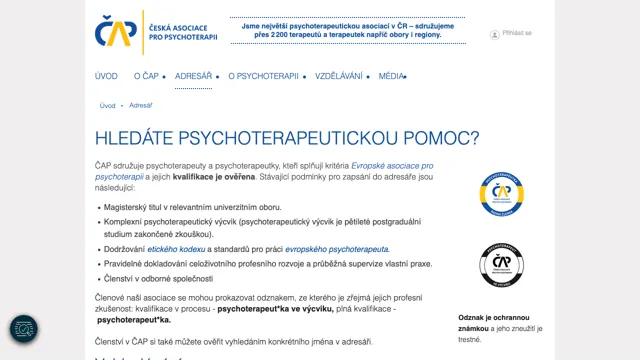 ČESKÁ ASOCIACE
PRO PSYCHOTERAPII
Jsme největší psychoterapeutickou asociací v ČR – sdružujeme
přes 2 200 terapeutů a terapeutek napříč obory i regiony.
Přihlásit se
ÚVOD
O ČAP
ADRESÁŘ
O PSYCHOTERAPII
VZDĚLÁVÁNÍ
MÉDIA
Úvod • Adresář
HLEDÁTE PSYCHOTERAPEUTICKOU POMOC?
ČAP sdružuje psychoterapeuty a psychoterapeutky, kteří splňují kritéria Evropské asociace pro
psychoterapii a jejich kvalifikace je ověřena. Stávající podmínky pro zapsání do adresáře jsou
následující:
• Magisterský titul v relevantním univerzitním oboru.
• Komplexní psychoterapeutický výcvik (psychoterapeutický výcvik je pětileté postgraduální
studium zakončené zkouškou).
• Dodržování etického kodexu a standardů pro práci evropského psychoterapeuta.
• Pravidelné dokladování celoživotního profesního rozvoje a průběžná supervize vlastní praxe.
• Členství v odborné společnosti
Členové naší asociace se mohou prokazovat odznakem, ze kterého je zřejmá jejich profesní
zkušenost: kvalifikace v procesu - psychoterapeut*ka ve výcviku, plná kvalifikace -
psychoterapeut*ka.
Členství v ČAP si také můžete ověřit vyhledáním konkrétního jména v adresáři.
ČAP
ČAP
Odznak je ochrannou
známkou a jeho zneužití je
trestné.